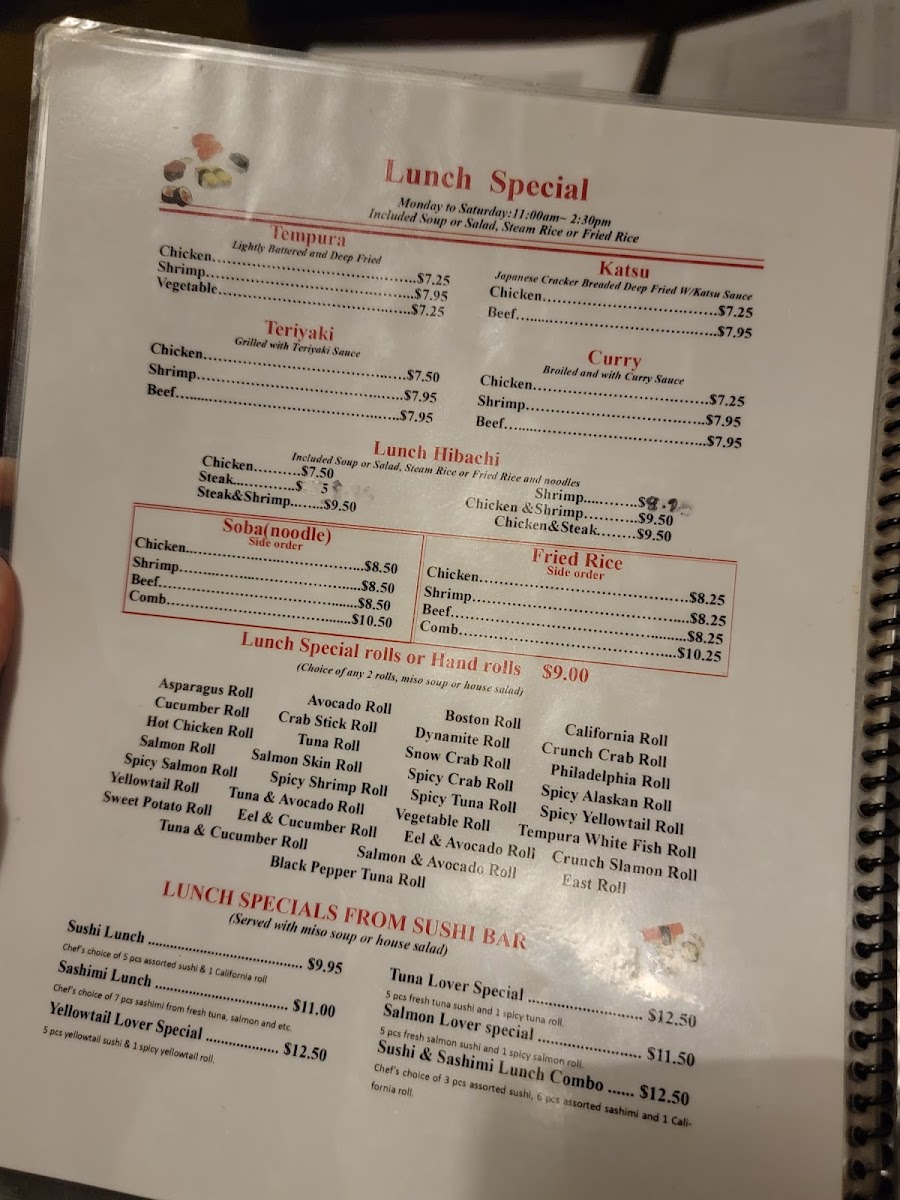 Lunch Special
Monday to Saturday:11:00am~ 2:30pm
Included Soup or Salad, Steam Rice or Fried Rice
Tempura
Lightly Battered and Deep Fried
Chicken..............................$7.25
Shrimp..............................$7.95
Vegetable..........................$7.25
Katsu
Japanese Cracker Breaded Deep Fried W/Katsu Sauce
Chicken..............................$7.25
Beef..............................$7.95
Teriyaki
Grilled with Teriyaki Sauce
Chicken..............................$7.50
Shrimp..............................$7.95
Beef..............................$7.95
Curry
Broiled and with Curry Sauce
Chicken..............................$7.25
Shrimp..............................$7.95
Beef..............................$7.95
Lunch Hibachi
Included Soup or Salad, Steam Rice or Fried Rice and noodles
Chicken..........$7.50
Steak.............$
Steak&Shrimp.......$9.50
Shrimp...........$
Chicken &Shrimp...........$9.50
Chicken&Steak........$9.50
Soba(noodle)
Side order
Chicken..............................$8.50
Shrimp..............................$8.50
Beef..............................$8.50
Comb..............................$10.50
Fried Rice
Side order
Chicken..............................$8.25
Shrimp..............................$8.25
Beef..............................$8.25
Comb..............................$10.25
Lunch Special rolls or Hand rolls $9.00
(Choice of any 2 rolls, miso soup or house salad)
Asparagus Roll Avocado Roll Boston Roll California Roll
Cucumber Roll Crab Stick Roll Dynamite Roll Crunch Crab Roll
Hot Chicken Roll Tuna Roll Snow Crab Roll Philadelphia Roll
Salmon Roll Salmon Skin Roll Spicy Crab Roll Spicy Alaskan Roll
Spicy Salmon Roll Spicy Shrimp Roll Spicy Tuna Roll Spicy Yellowtail Roll
Yellowtail Roll Tuna & Avocado Roll Vegetable Roll Tempura White Fish Roll
Sweet Potato Roll Eel & Cucumber Roll Eel & Avocado Roll Crunch Slamon Roll
Tuna & Cucumber Roll Salmon & Avocado Roll East Roll
Black Pepper Tuna Roll
LUNCH SPECIALS FROM SUSHI BAR
(Served with miso soup or house salad)
Sushi Lunch .............................. $9.95
Chef's choice of 5 pcs assorted sushi & 1 California roll
Sashimi Lunch ......................... $11.00
Chef's choice of 7 pcs sashimi from fresh tuna, salmon and etc.
Yellowtail Lover Special .................. $12.50
5 pcs yellowtail sushi & 1 spicy yellowtail roll.
Tuna Lover Special ....................... $12.50
5 pcs fresh tuna sushi and 1 spicy tuna roll.
Salmon Lover special ..................... $11.50
5 pcs fresh salmon sushi and 1 spicy salmon roll.
Sushi & Sashimi Lunch Combo ...... $12.50
Chef's choice of 3 pcs assorted sushi, 6 pcs assorted sashimi and 1 Cali-
fornia roll.